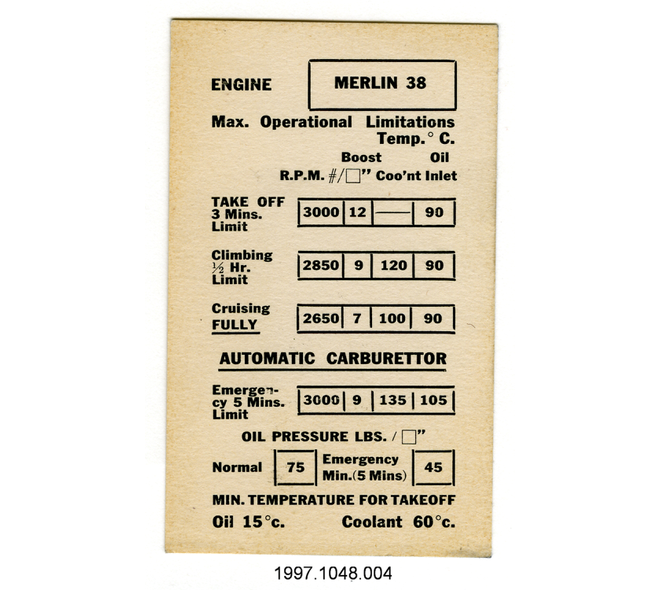 ENGINE MERLIN 38
Max. Operational Limitations
Temp.° C.
Boost Oil
R.P.M. #/□" Coo'nt Inlet
TAKE OFF
3 Mins. 3000 12 — 90
Limit
Climbing
½ Hr. 2850 9 120 90
Limit
Cruising
FULLY 2650 7 100 90
AUTOMATIC CARBURETTOR
Emergen-
cy 5 Mins. 3000 9 135 105
Limit
OIL PRESSURE LBS. / □"
Normal 75 Emergency 45
Min.(5 Mins)
MIN. TEMPERATURE FOR TAKEOFF
Oil 15°c. Coolant 60°c.
1997.1048.004